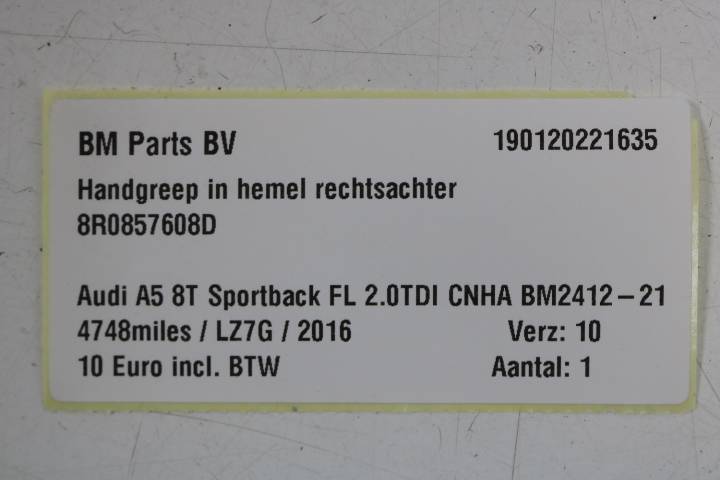 BM Parts BV 190120221635
Handgreep in hemel rechtsachter
8R0857608D
Audi A5 8T Sportback FL 2.0TDI CNHA BM2412-21
4748miles / LZ7G / 2016 Verz: 10
10 Euro incl. BTW Aantal: 1